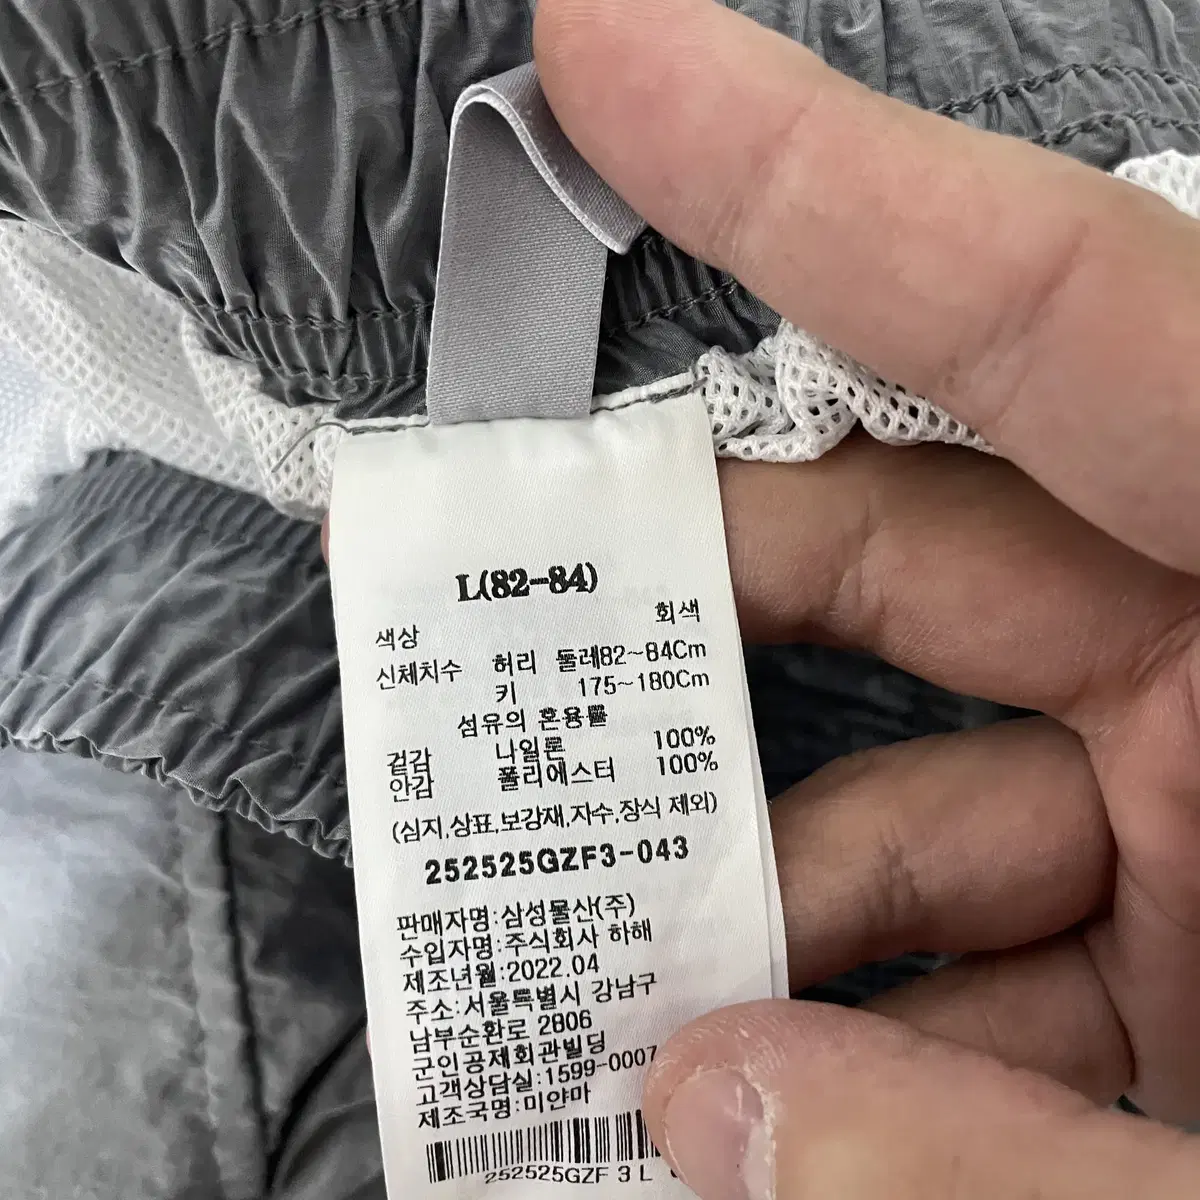 L(82-84)
색상 회색
신체치수 허리 둘레82~84Cm
키 175~180Cm
섬유의 혼용률
겉감 나일론 100%
안감 폴리에스터 100%
(심지,상표,보강재,자수,장식 제외)
252525GZF3-043
판매자명:삼성물산(주)
수입자명:주식회사 하해
제조년월:2022.04
주소:서울특별시 강남구
남부순환로 2806
군인공제회관빌딩
고객상담실:1599-0007
제조국명:미얀마
252525GZF 3 L